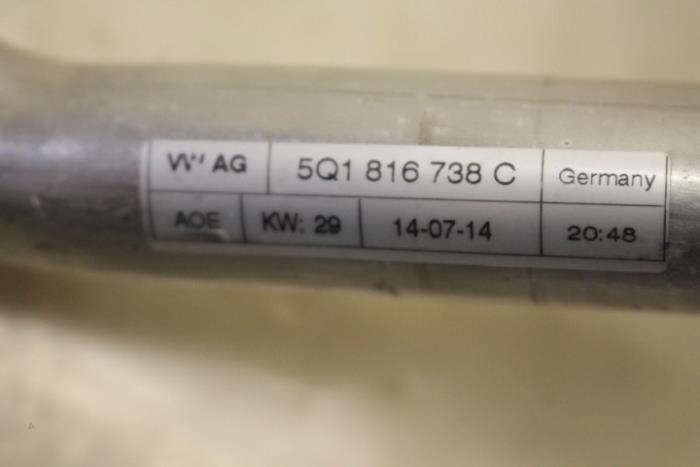 VW AG 5Q1 816 738 C Germany
AOE KW: 29 14-07-14 20:48